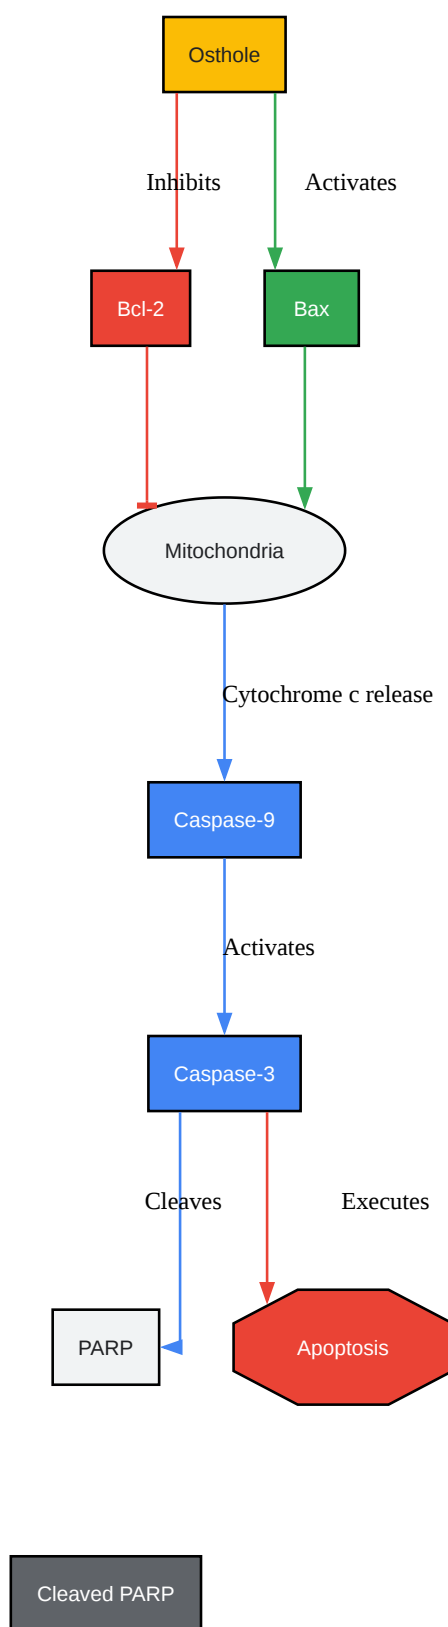 Osthole
Inhibits
Activates
Bcl-2
Bax
Mitochondria
Cytochrome c release
Caspase-9
Activates
Caspase-3
Cleaves
Executes
PARP
Apoptosis
Cleaved PARP